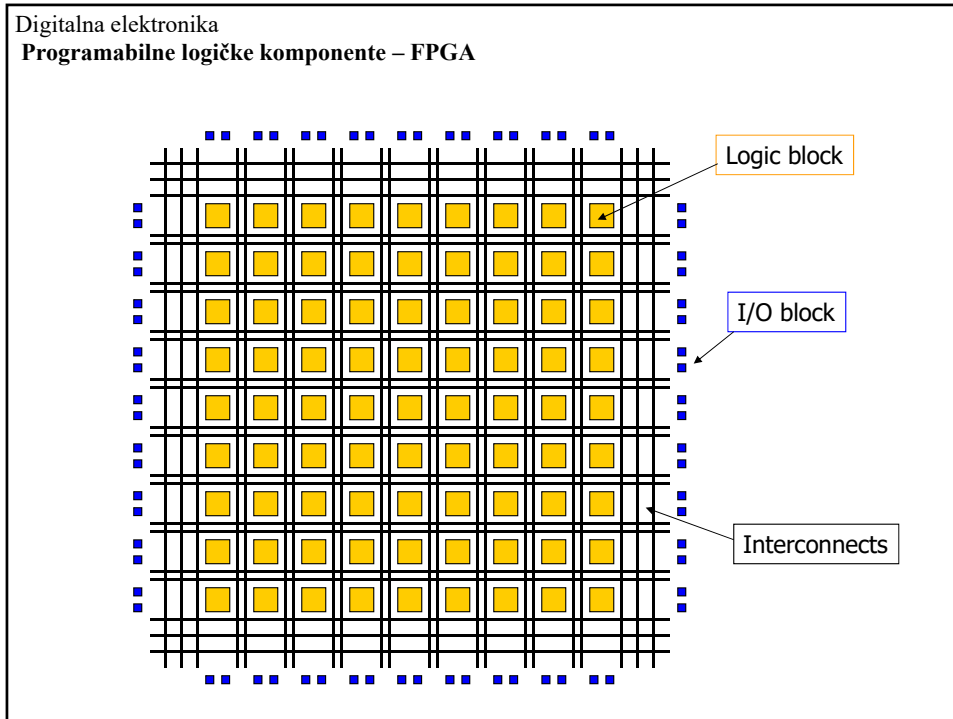 Digitalna elektronika
Programabilne logičke komponente – FPGA
Logic block
I/O block
Interconnects